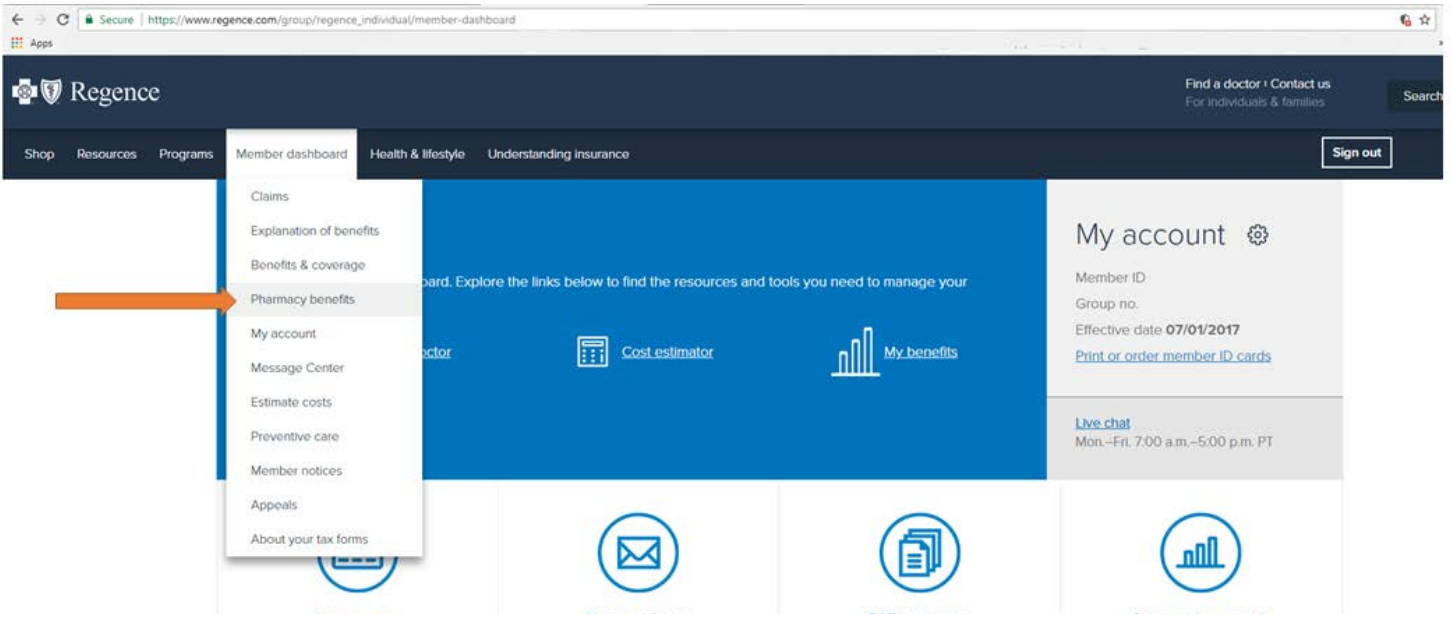 Secure | https://www.regence.com/group/regence_individual/member-dashboard
Apps
Regence
Find a doctor Contact us
For individuals & families
Search
Shop Resources Programs Member dashboard Health & lifestyle Understanding insurance
Sign out
Claims
Explanation of benefits
Benefits & coverage
Pharmacy benefits
My account
Message Center
Estimate costs
Preventive care
Member notices
Appeals
About your tax forms
Explore the links below to find the resources and tools you need to manage your
Cost estimator
My benefits
My account
Member ID
Group no.
Effective date 07/01/2017
Print or order member ID cards
Live chat
Mon.–Fri. 7:00 a.m.–5:00 p.m. PT